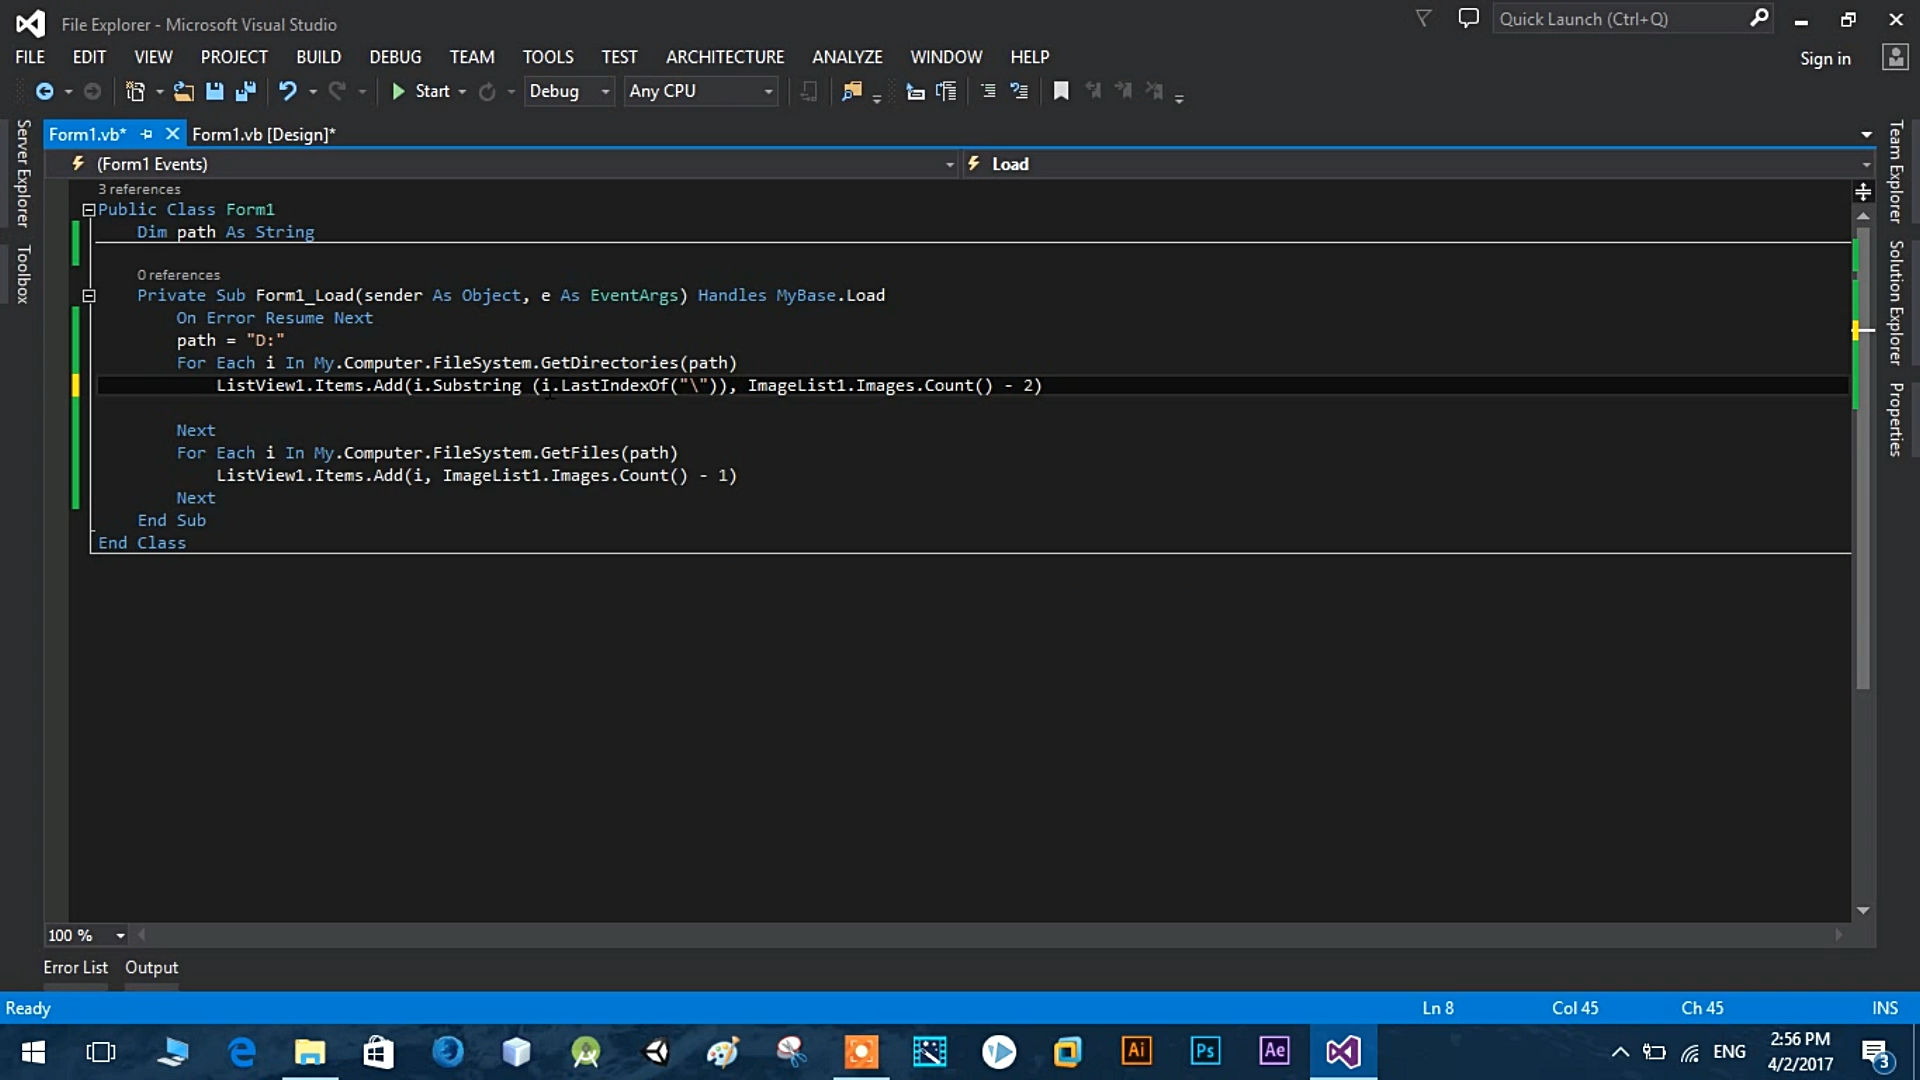 File Explorer - Microsoft Visual Studio
Quick Launch (Ctrl+Q)
FILE EDIT VIEW PROJECT BUILD DEBUG TEAM TOOLS TEST ARCHITECTURE ANALYZE WINDOW HELP
Sign in
Start Debug Any CPU
Server Explorer
Toolbox
Form1.vb* Form1.vb [Design]*
(Form1 Events) Load
3 references
Public Class Form1
Dim path As String
0 references
Private Sub Form1_Load(sender As Object, e As EventArgs) Handles MyBase.Load
On Error Resume Next
path = "D:"
For Each i In My.Computer.FileSystem.GetDirectories(path)
ListView1.Items.Add(i.Substring (i.LastIndexOf("\")), ImageList1.Images.Count() - 2)
Next
For Each i In My.Computer.FileSystem.GetFiles(path)
ListView1.Items.Add(i, ImageList1.Images.Count() - 1)
Next
End Sub
End Class
Team Explorer
Solution Explorer
Properties
100 %
Error List Output
Ready Ln 8 Col 45 Ch 45 INS
Ai Ps Ae
ENG
2:56 PM
4/2/2017
3